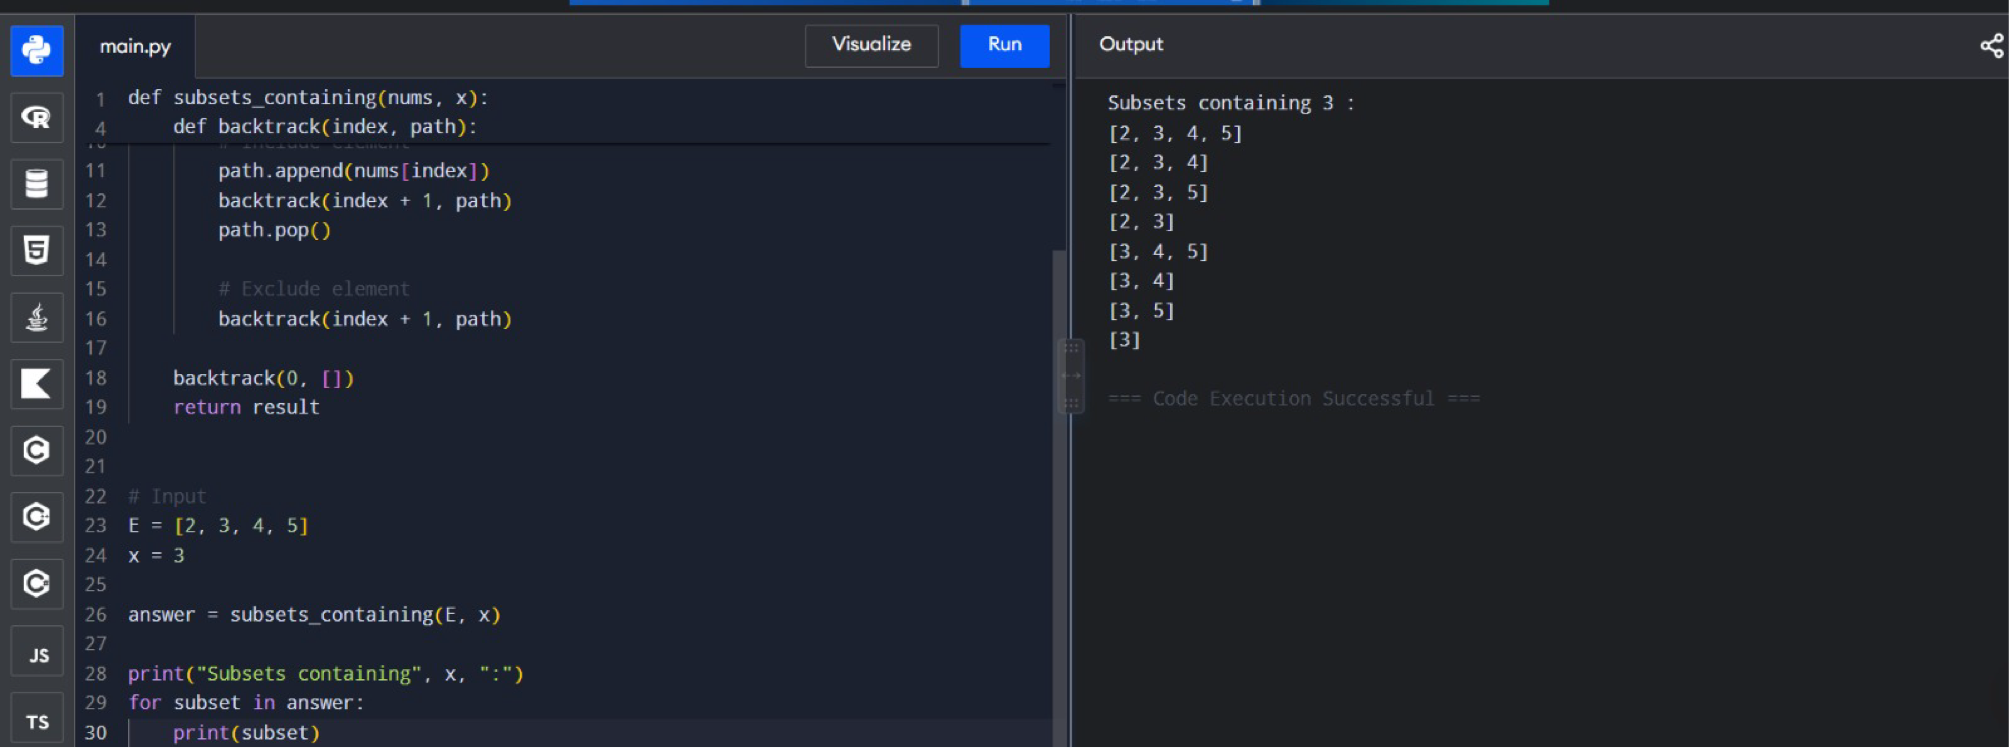 main.py
Visualize
Run
1 def subsets_containing(nums, x):
4     def backtrack(index, path):
10         # Include element
11         path.append(nums[index])
12         backtrack(index + 1, path)
13         path.pop()
14
15         # Exclude element
16         backtrack(index + 1, path)
17
18     backtrack(0, [])
19     return result
20
21
22 # Input
23 E = [2, 3, 4, 5]
24 x = 3
25
26 answer = subsets_containing(E, x)
27
28 print("Subsets containing", x, ":")
29 for subset in answer:
30     print(subset)
JS
TS
Output
Subsets containing 3 :
[2, 3, 4, 5]
[2, 3, 4]
[2, 3, 5]
[2, 3]
[3, 4, 5]
[3, 4]
[3, 5]
[3]
=== Code Execution Successful ===